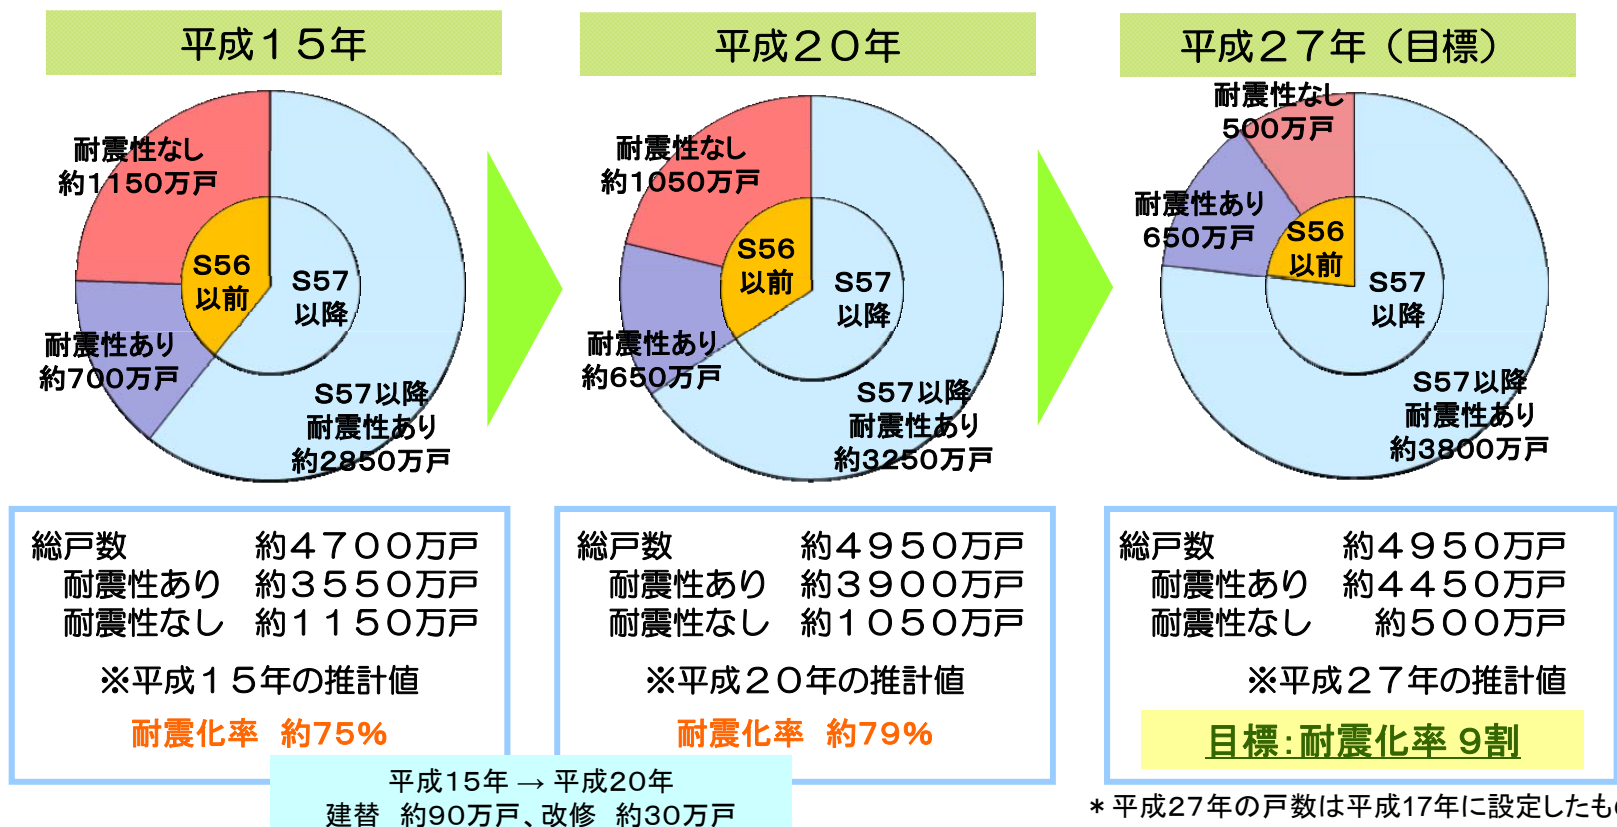 平成１５年
耐震性なし
約1150万戸
S56
以前
S57
以降
耐震性あり
約700万戸
S57以降
耐震性あり
約2850万戸
総戸数　約４７００万戸
耐震性あり　約３５５０万戸
耐震性なし　約１１５０万戸
※平成１５年の推計値
耐震化率　約75%
平成２０年
耐震性なし
約1050万戸
S56
以前
S57
以降
耐震性あり
約650万戸
S57以降
耐震性あり
約3250万戸
総戸数　約４９５０万戸
耐震性あり　約３９００万戸
耐震性なし　約１０５０万戸
※平成２０年の推計値
耐震化率　約79%
平成15年 → 平成20年
建替　約90万戸、改修　約30万戸
平成２７年（目標）
耐震性なし
500万戸
耐震性あり
650万戸
S56
以前
S57
以降
S57以降
耐震性あり
約3800万戸
総戸数　約４９５０万戸
耐震性あり　約４４５０万戸
耐震性なし　約５００万戸
※平成２７年の推計値
目標：耐震化率 9割
＊平成27年の戸数は平成17年に設定したも